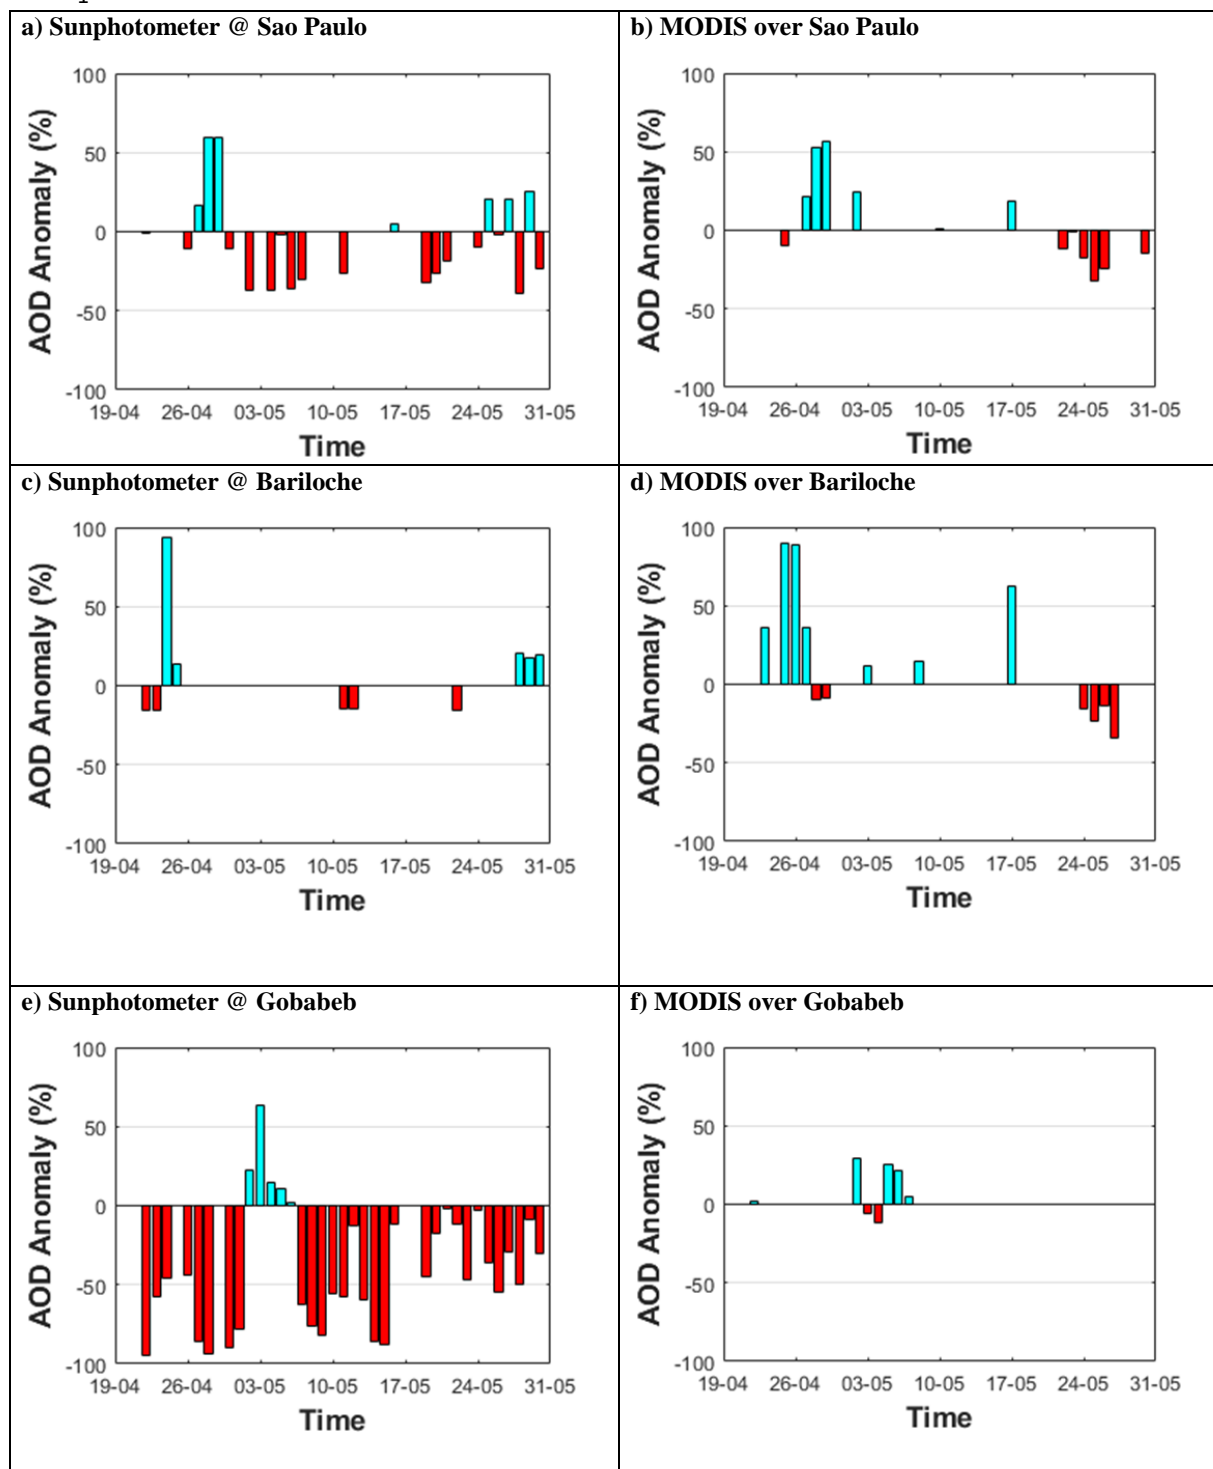 a) Sunphotometer @ Sao Paulo
100
50
0
-50
-100
AOD Anomaly (%)
19-04 26-04 03-05 10-05 17-05 24-05 31-05
Time
b) MODIS over Sao Paulo
100
50
0
-50
-100
AOD Anomaly (%)
19-04 26-04 03-05 10-05 17-05 24-05 31-05
Time
c) Sunphotometer @ Bariloche
100
50
0
-50
-100
AOD Anomaly (%)
19-04 26-04 03-05 10-05 17-05 24-05 31-05
Time
d) MODIS over Bariloche
100
50
0
-50
-100
AOD Anomaly (%)
19-04 26-04 03-05 10-05 17-05 24-05 31-05
Time
e) Sunphotometer @ Gobabeb
100
50
0
-50
-100
AOD Anomaly (%)
19-04 26-04 03-05 10-05 17-05 24-05 31-05
Time
f) MODIS over Gobabeb
100
50
0
-50
-100
AOD Anomaly (%)
19-04 26-04 03-05 10-05 17-05 24-05 31-05
Time